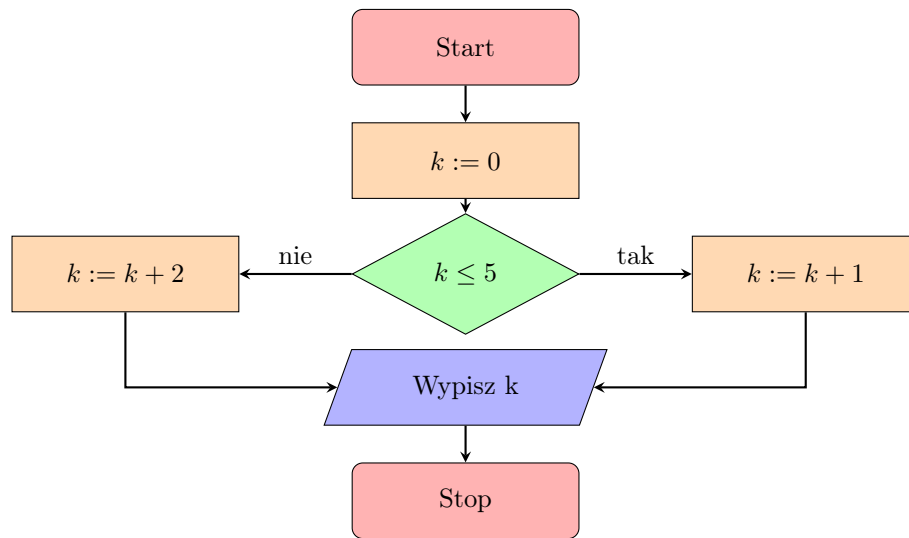 Start
k := 0
k ≤ 5
nie
tak
k := k + 2
k := k + 1
Wypisz k
Stop